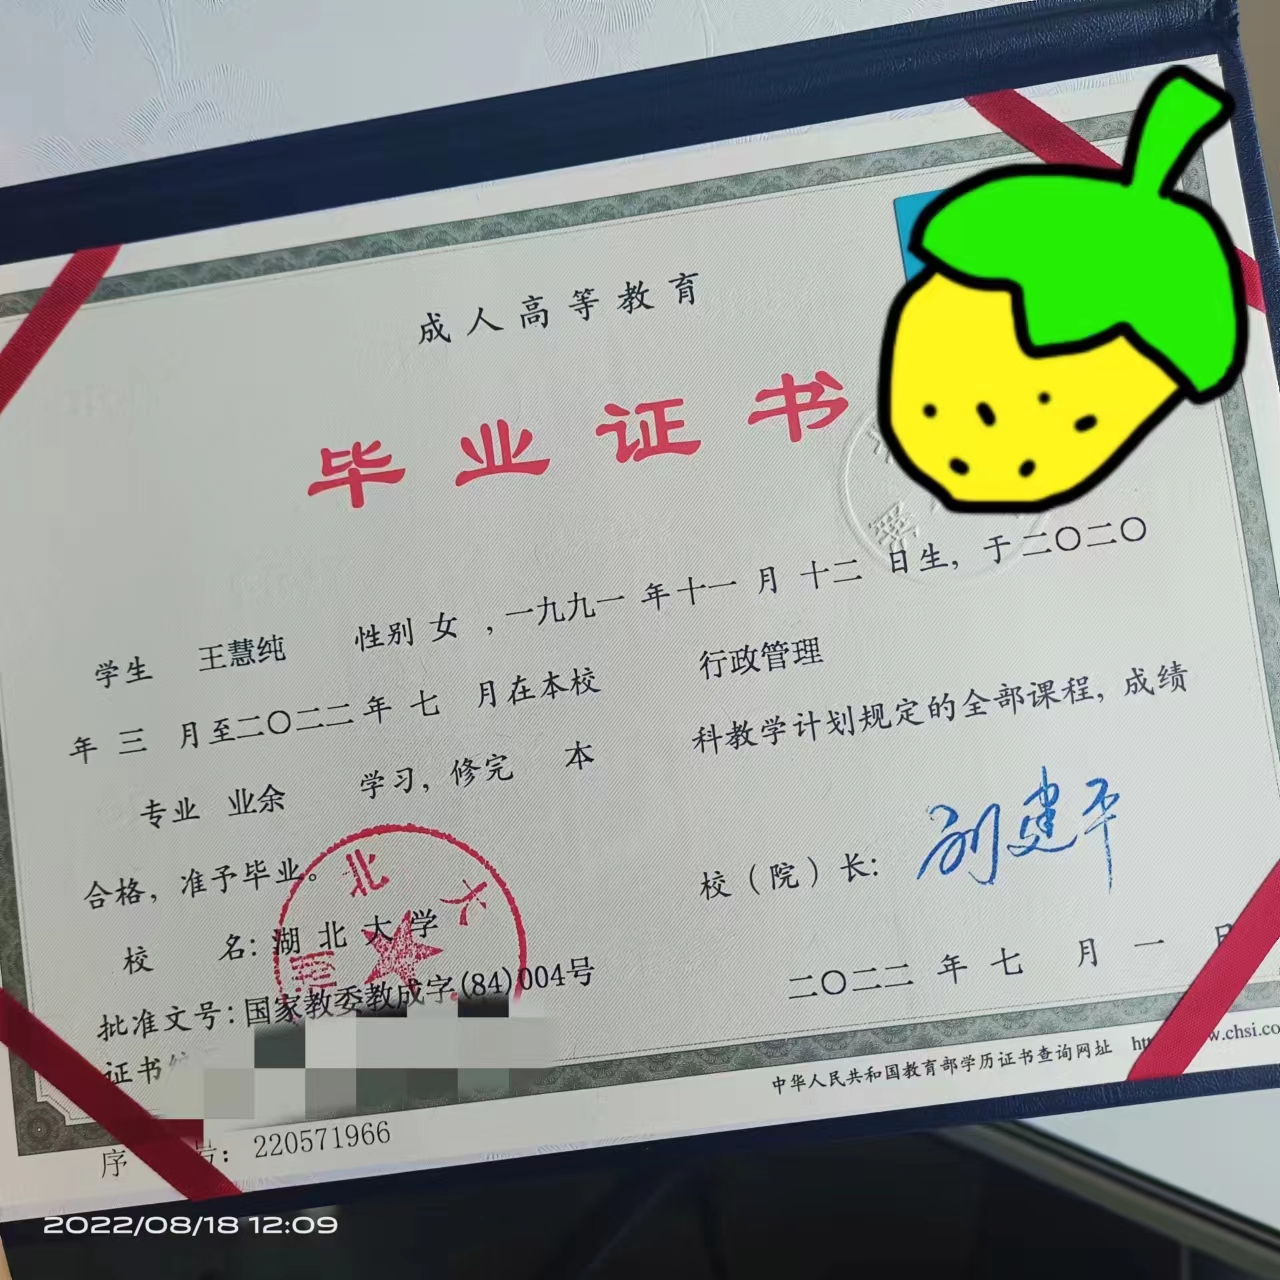 成人高等教育
毕业证书
学生 王慧纯 性别 女 ，一九九一 年 十一 月 十二 日生，于 二〇二〇
年 三 月至二〇二二 年 七 月在本校 行政管理
专业 业余 学习，修完 本 科教学计划规定的全部课程，成绩
合格，准予毕业。
校 名：湖北大学
校（院）长： 刘建平
批准文号：国家教委教成字(84)004号
二〇二二 年 七 月 一 日
证书
中华人民共和国教育部学历证书查询网址
序 号：220571966
2022/08/18 12:09